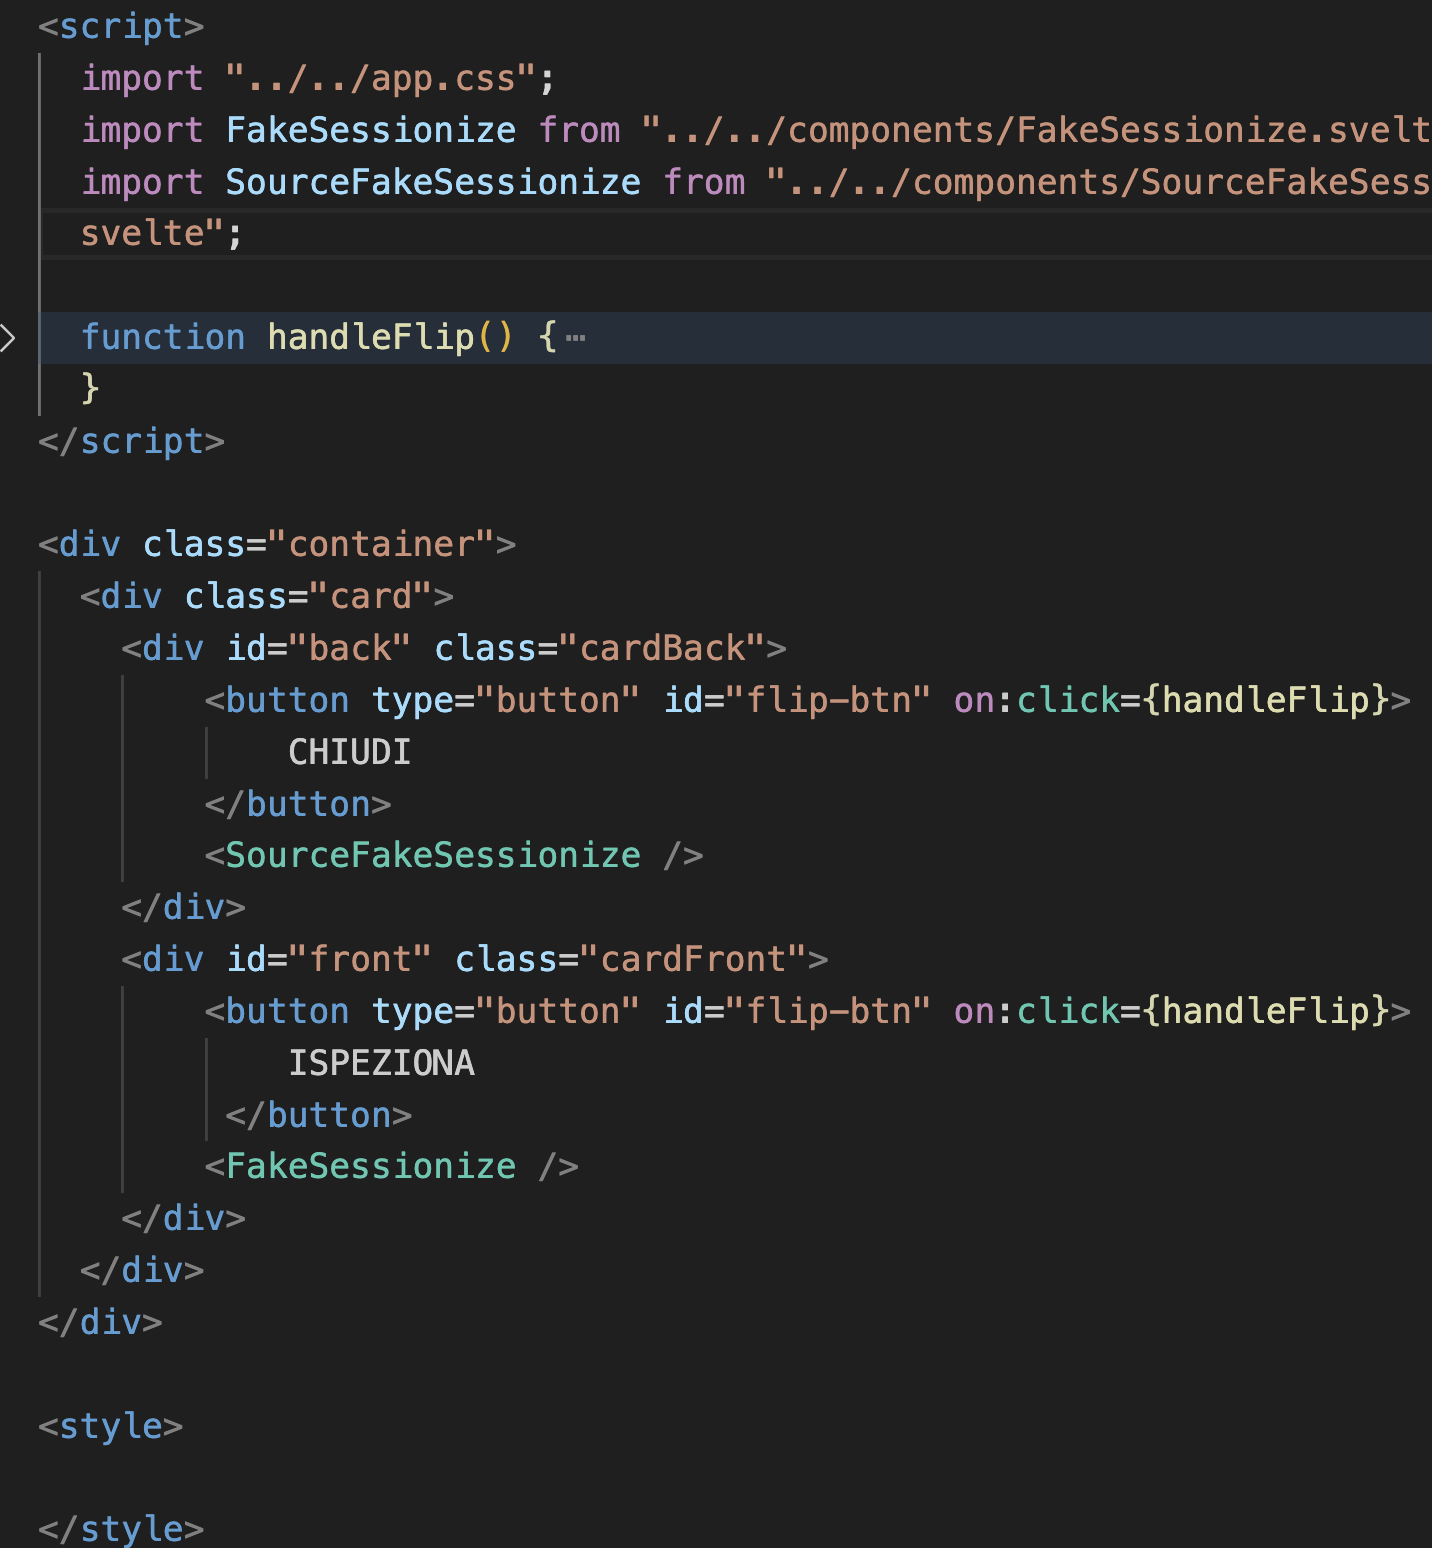 <script>
import "../../app.css";
import FakeSessionize from "../../components/FakeSessionize.svelt
import SourceFakeSessionize from "../../components/SourceFakeSess
svelte";
function handleFlip() {⋯
}
</script>
<div class="container">
<div class="card">
<div id="back" class="cardBack">
<button type="button" id="flip-btn" on:click={handleFlip}>
CHIUDI
</button>
<SourceFakeSessionize />
</div>
<div id="front" class="cardFront">
<button type="button" id="flip-btn" on:click={handleFlip}>
ISPEZIONA
</button>
<FakeSessionize />
</div>
</div>
</div>
<style>
</style>